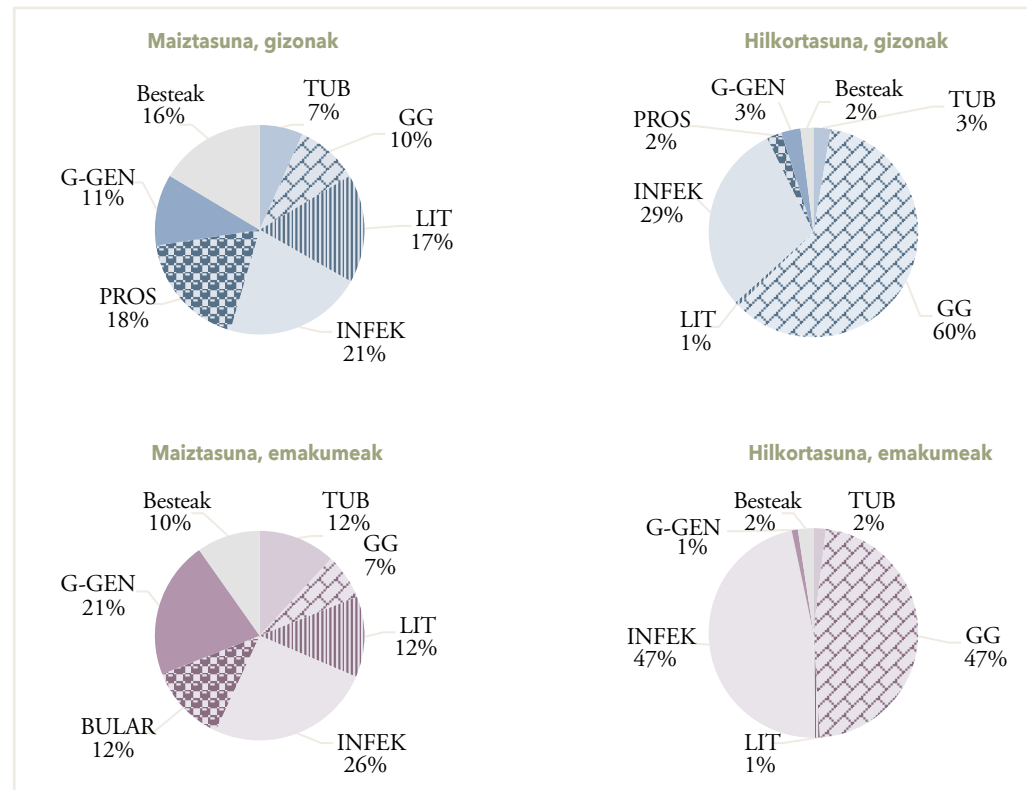 Maiztasuna, gizonak
Besteak
16%
TUB
7%
GG
10%
G-GEN
11%
LIT
17%
PROS
18%
INFEK
21%
Hilkortasuna, gizonak
G-GEN
3%
Besteak
2%
TUB
3%
PROS
2%
INFEK
29%
LIT
1%
GG
60%
Maiztasuna, emakumeak
Besteak
10%
TUB
12%
GG
7%
G-GEN
21%
LIT
12%
BULAR
12%
INFEK
26%
Hilkortasuna, emakumeak
Besteak
2%
TUB
2%
G-GEN
1%
INFEK
47%
GG
47%
LIT
1%